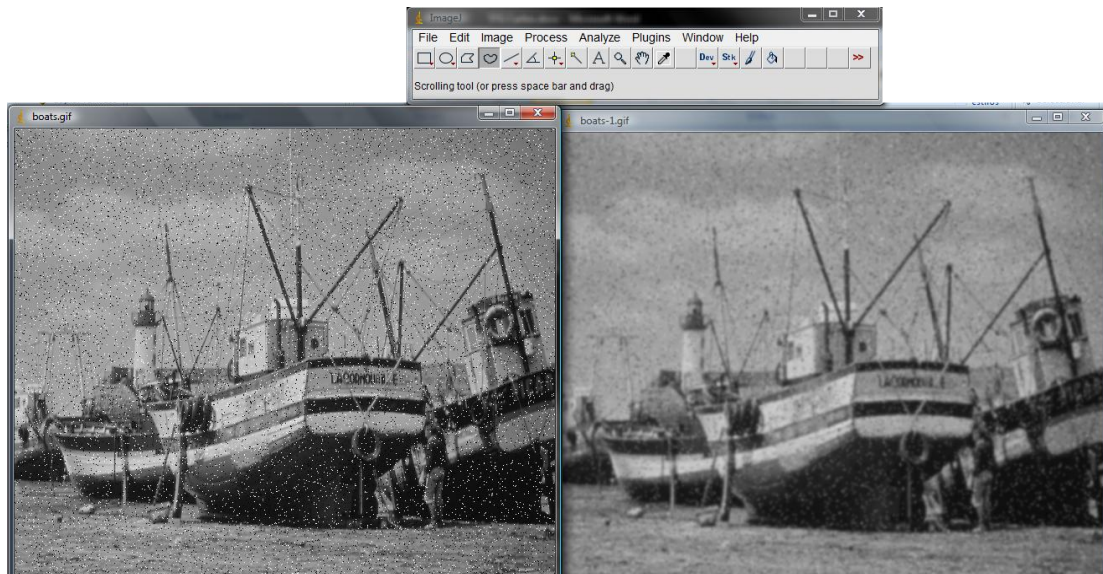 ImageJ
File Edit Image Process Analyze Plugins Window Help
A Dev Stk >>
Scrolling tool (or press space bar and drag)
boats.gif
boats-1.gif